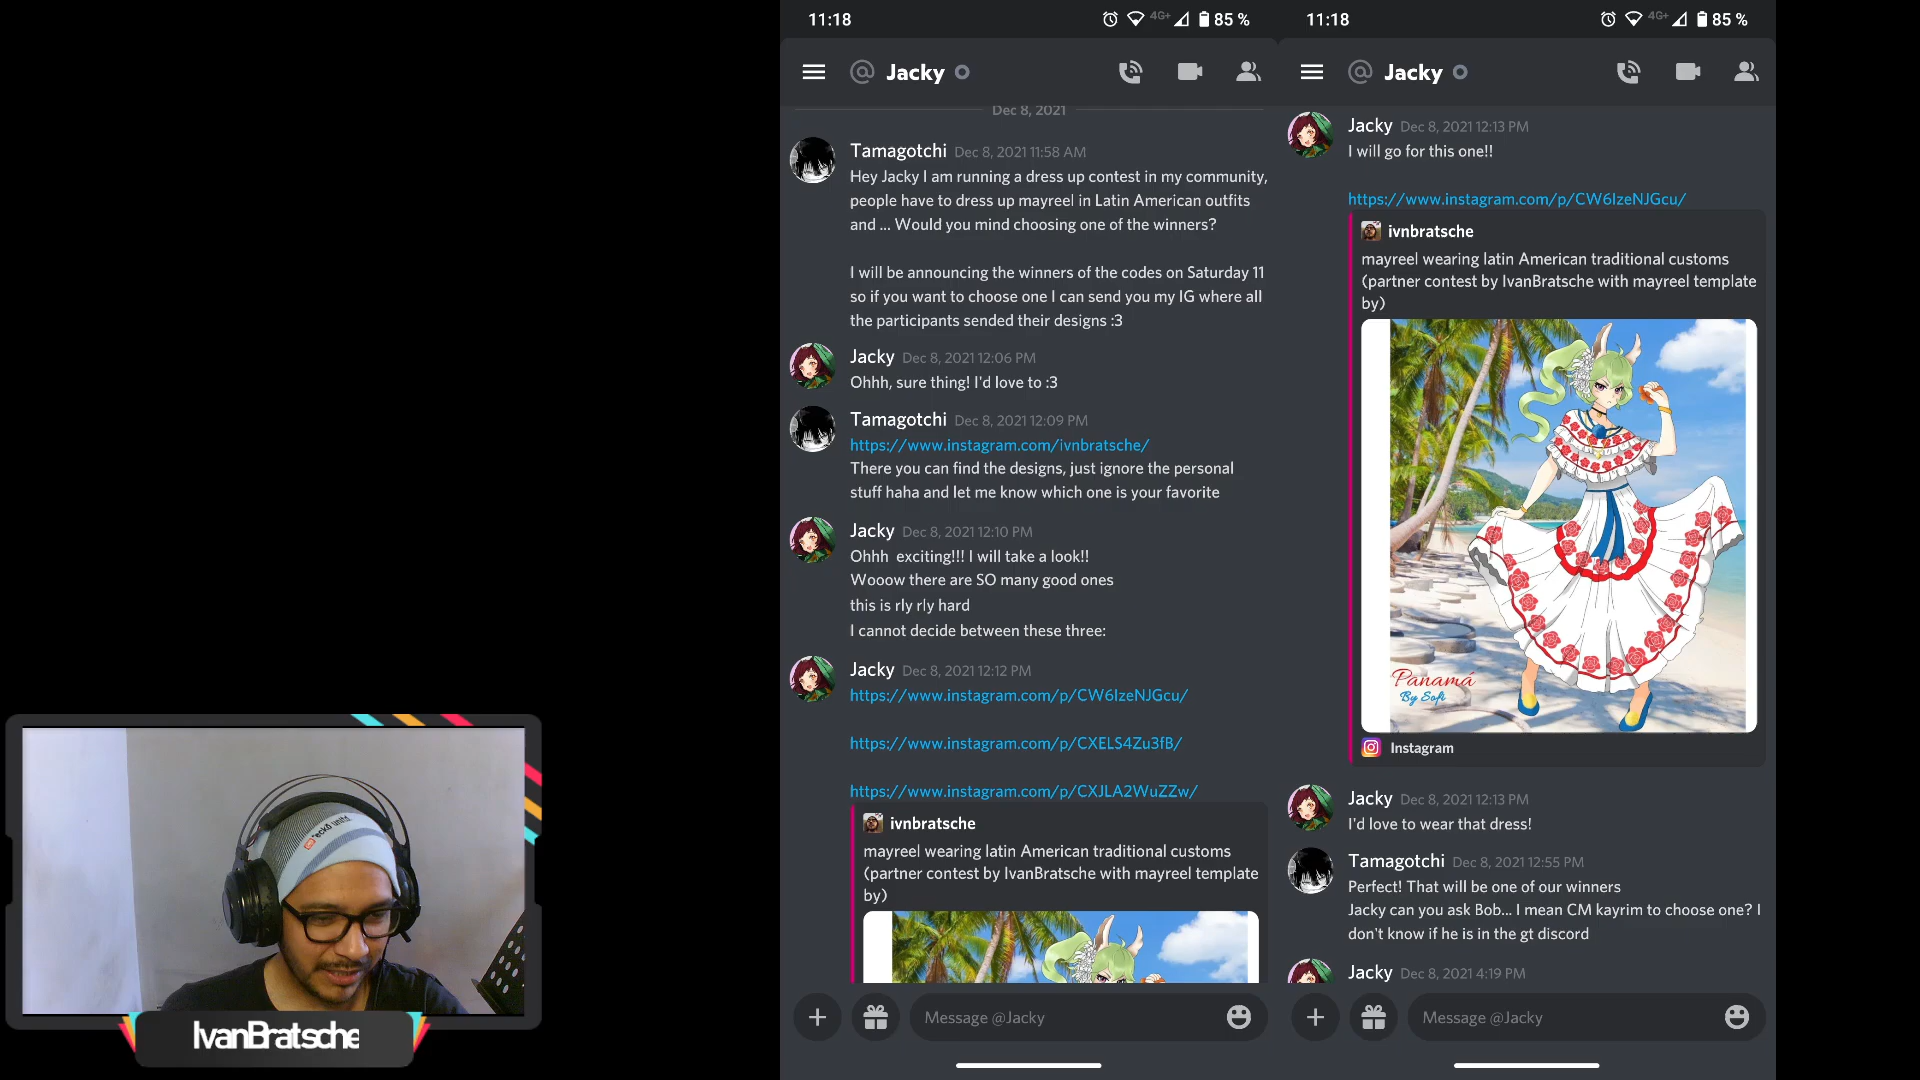 11:18
4G+
85 %
@ Jacky
Dec 8, 2021
Tamagotchi Dec 8, 2021 11:58 AM
Hey Jacky I am running a dress up contest in my community,
people have to dress up mayreel in Latin American outfits
and ... Would you mind choosing one of the winners?
I will be announcing the winners of the codes on Saturday 11
so if you want to choose one I can send you my IG where all
the participants sended their designs :3
Jacky Dec 8, 2021 12:06 PM
Ohhh, sure thing! I'd love to :3
Tamagotchi Dec 8, 2021 12:09 PM
https://www.instagram.com/ivnbratsche/
There you can find the designs, just ignore the personal
stuff haha and let me know which one is your favorite
Jacky Dec 8, 2021 12:10 PM
Ohhh exciting!!! I will take a look!!
Wooow there are SO many good ones
this is rly rly hard
I cannot decide between these three:
Jacky Dec 8, 2021 12:12 PM
https://www.instagram.com/p/CW6IzeNJGcu/
https://www.instagram.com/p/CXELS4Zu3fB/
https://www.instagram.com/p/CXJLA2WuZZw/
ivnbratsche
mayreel wearing latin American traditional customs
(partner contest by IvanBratsche with mayreel template
by)
Message @Jacky
11:18
4G+
85 %
@ Jacky
Jacky Dec 8, 2021 12:13 PM
I will go for this one!!
https://www.instagram.com/p/CW6IzeNJGcu/
ivnbratsche
mayreel wearing latin American traditional customs
(partner contest by IvanBratsche with mayreel template
by)
Panamá
By Sofi
Instagram
Jacky Dec 8, 2021 12:13 PM
I'd love to wear that dress!
Tamagotchi Dec 8, 2021 12:55 PM
Perfect! That will be one of our winners
Jacky can you ask Bob... I mean CM kayrim to choose one? I
don't know if he is in the gt discord
Jacky Dec 8, 2021 4:19 PM
Message @Jacky
ecko unltd
IvanBratsche